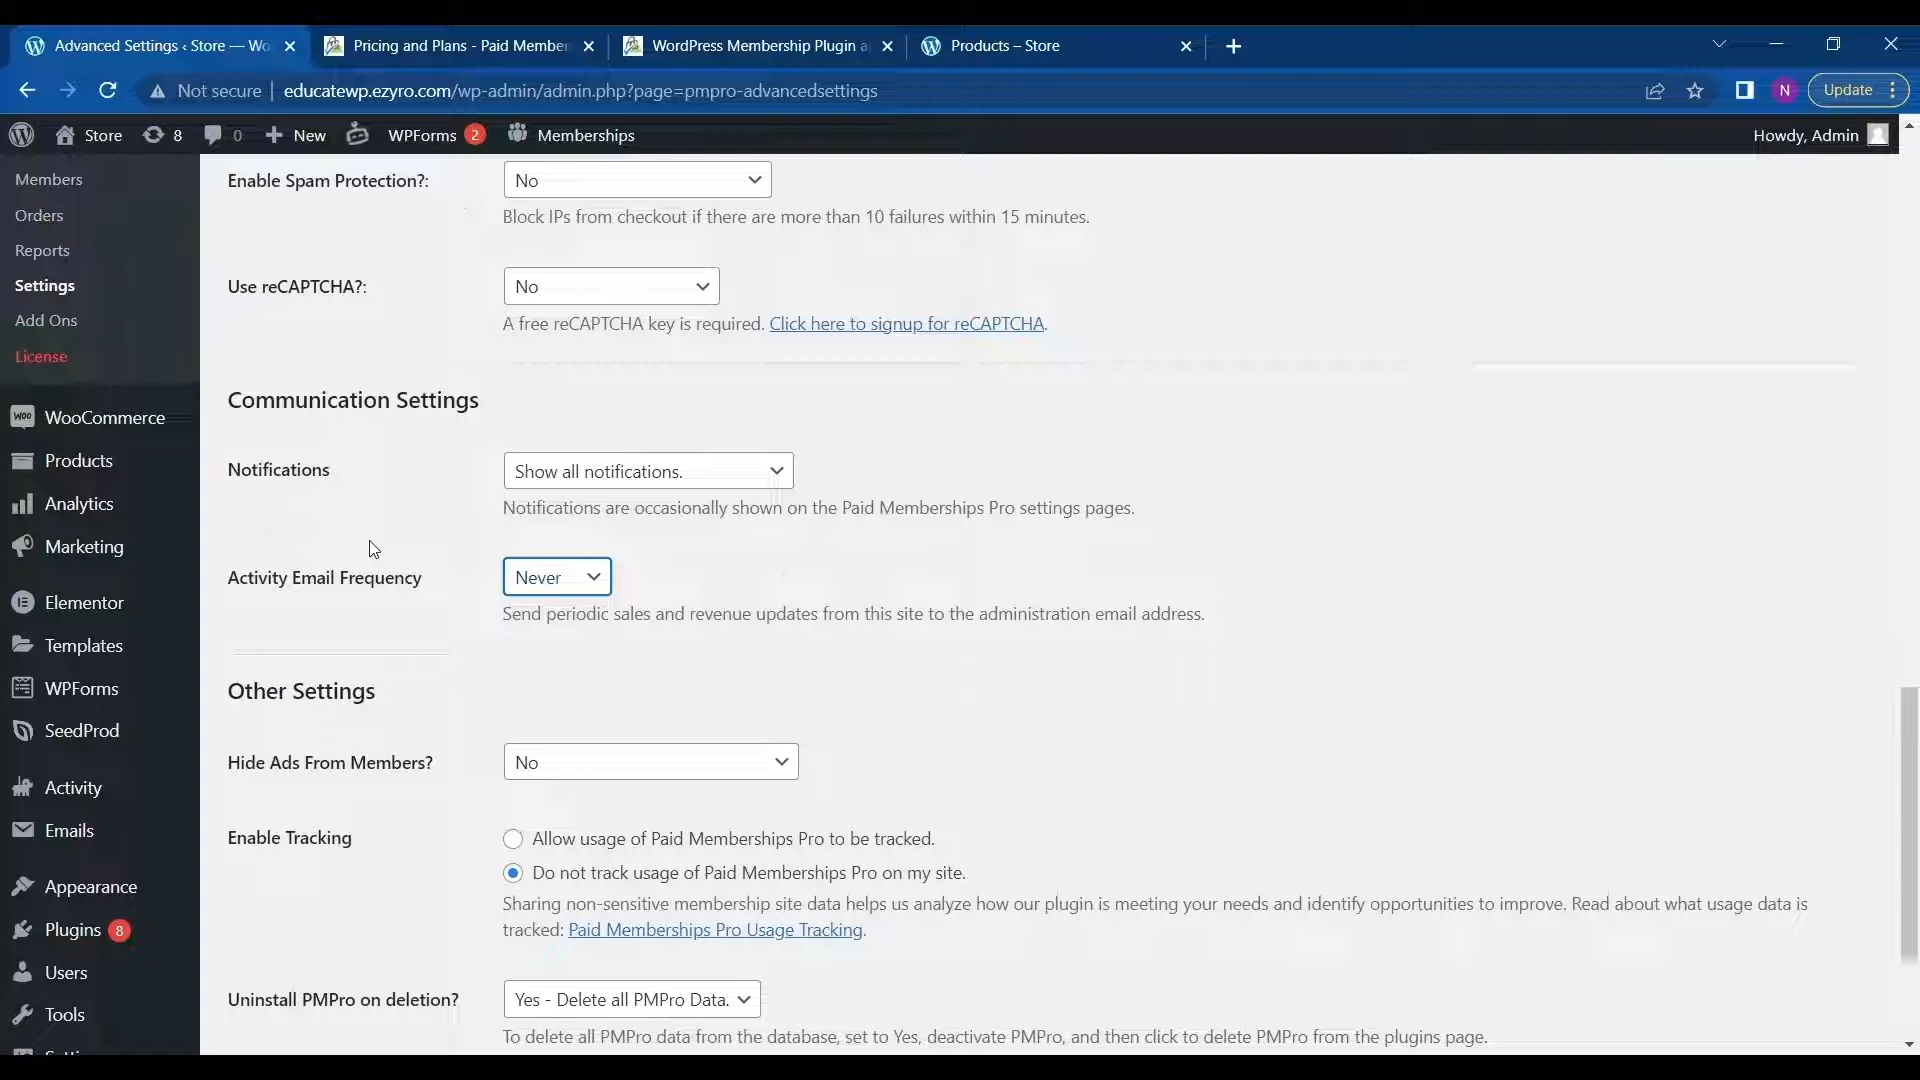 Advanced Settings ‹ Store — Wo
Pricing and Plans - Paid Member
WordPress Membership Plugin a
Products – Store
Not secure
educatewp.ezyro.com/wp-admin/admin.php?page=pmpro-advancedsettings
N
Update
Store
8
0
New
WPForms 2
Memberships
Howdy, Admin
Members
Orders
Reports
Settings
Add Ons
License
WooCommerce
Products
Analytics
Marketing
Elementor
Templates
WPForms
SeedProd
Activity
Emails
Appearance
Plugins 8
Users
Tools
Enable Spam Protection?:
No
Block IPs from checkout if there are more than 10 failures within 15 minutes.
Use reCAPTCHA?:
No
A free reCAPTCHA key is required. Click here to signup for reCAPTCHA.
Communication Settings
Notifications
Show all notifications.
Notifications are occasionally shown on the Paid Memberships Pro settings pages.
Activity Email Frequency
Never
Send periodic sales and revenue updates from this site to the administration email address.
Other Settings
Hide Ads From Members?
No
Enable Tracking
Allow usage of Paid Memberships Pro to be tracked.
Do not track usage of Paid Memberships Pro on my site.
Sharing non-sensitive membership site data helps us analyze how our plugin is meeting your needs and identify opportunities to improve. Read about what usage data is
tracked: Paid Memberships Pro Usage Tracking.
Uninstall PMPro on deletion?
Yes - Delete all PMPro Data.
To delete all PMPro data from the database, set to Yes, deactivate PMPro, and then click to delete PMPro from the plugins page.